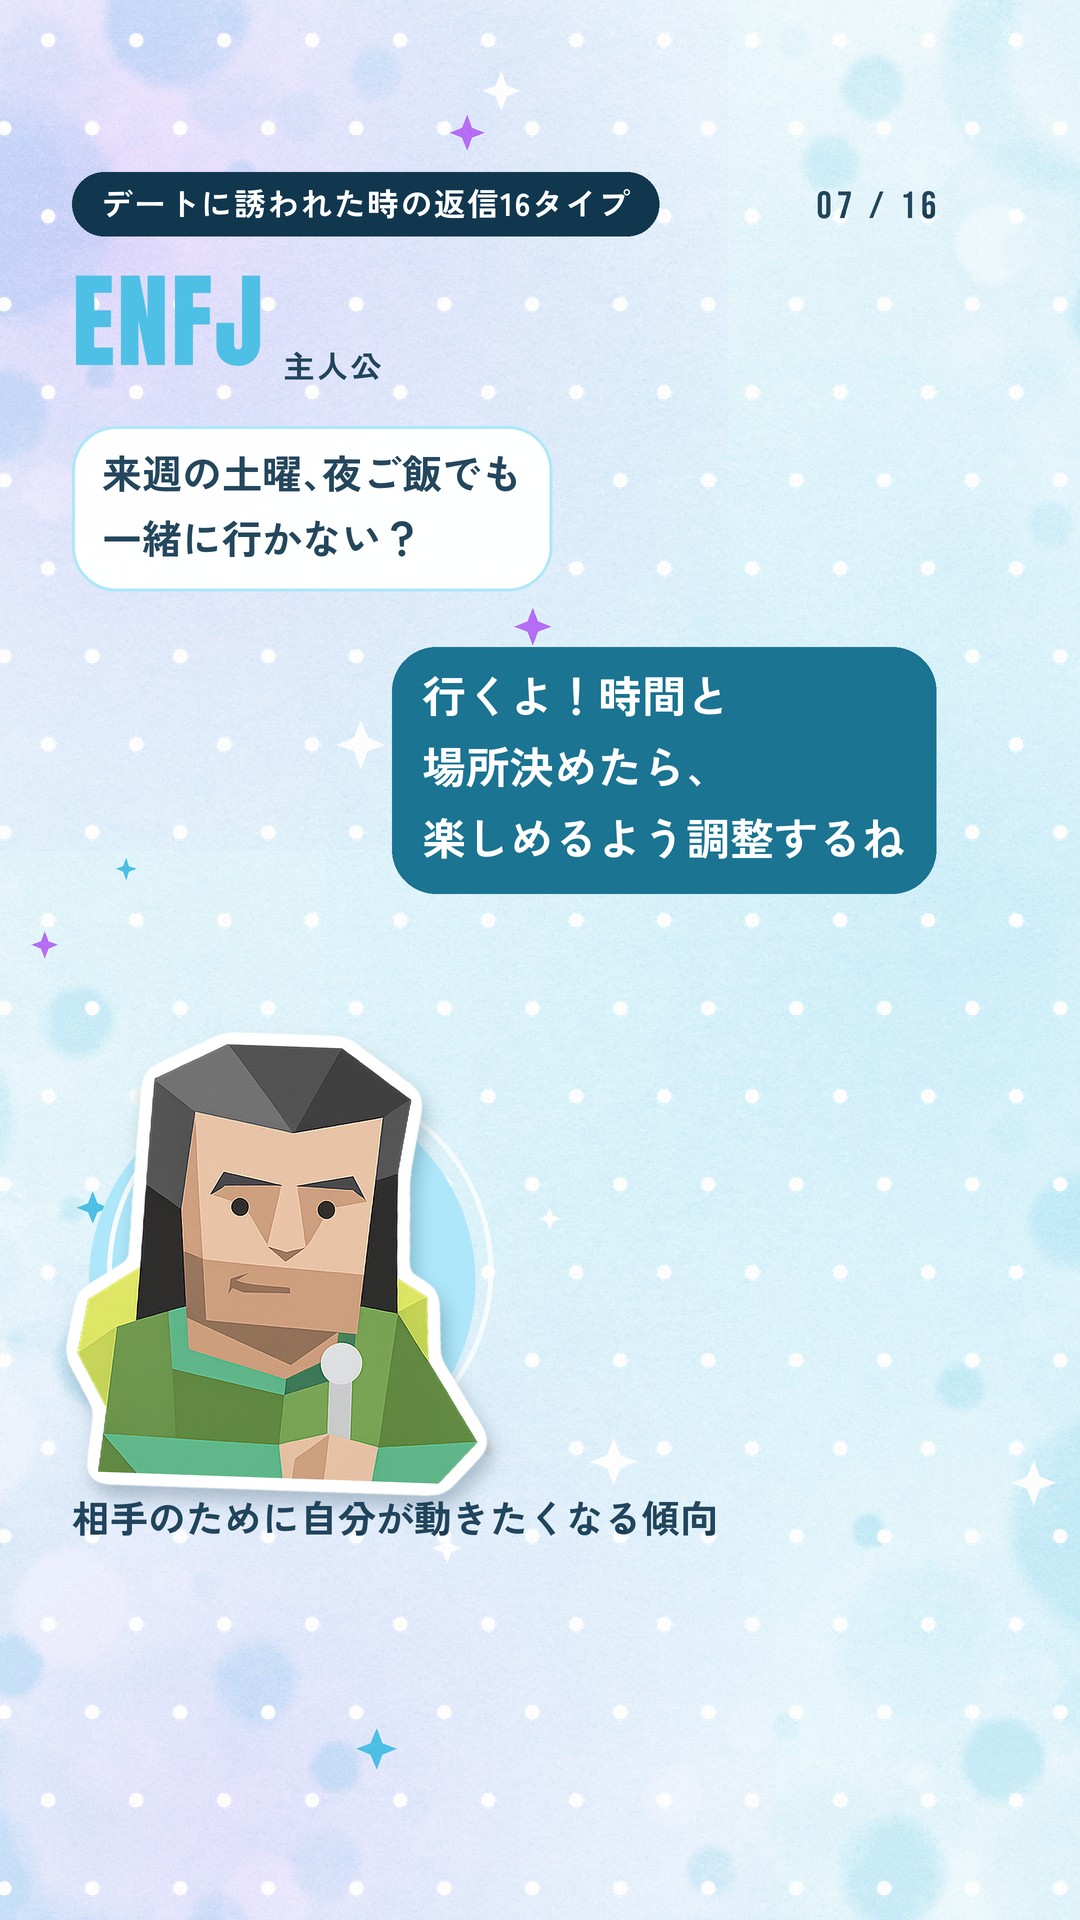 デートに誘われた時の返信16タイプ
07 / 16
ENFJ
主人公
来週の土曜、夜ご飯でも
一緒に行かない？
行くよ！時間と
場所決めたら、
楽しめるよう調整するね
相手のために自分が動きたくなる傾向